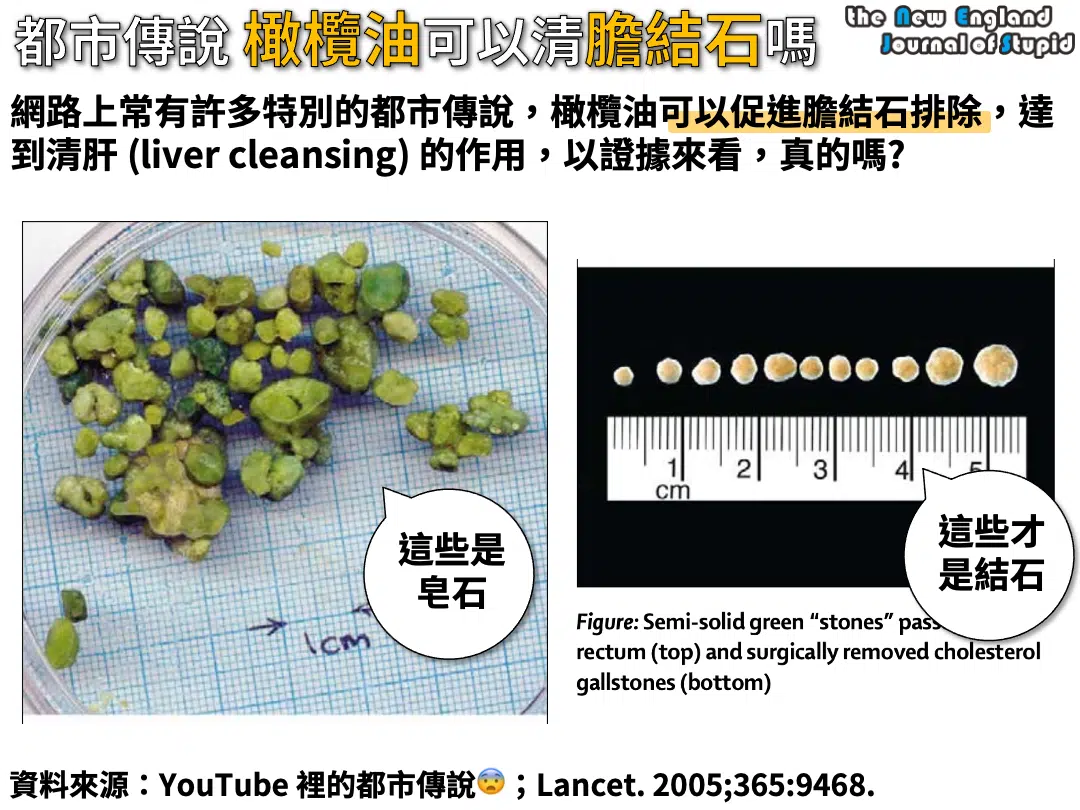 都市傳說 橄欖油可以清膽結石嗎
the New England
Journal of Stupid
網路上常有許多特別的都市傳說，橄欖油可以促進膽結石排除，達
到清肝 (liver cleansing) 的作用，以證據來看，真的嗎?
1cm
這些是
皂石
1 2 3 4 5
cm
這些才
是結石
Figure: Semi-solid green “stones”
rectum (top) and surgically removed cholesterol
gallstones (bottom)
資料來源：YouTube 裡的都市傳說😨；Lancet. 2005;365:9468.